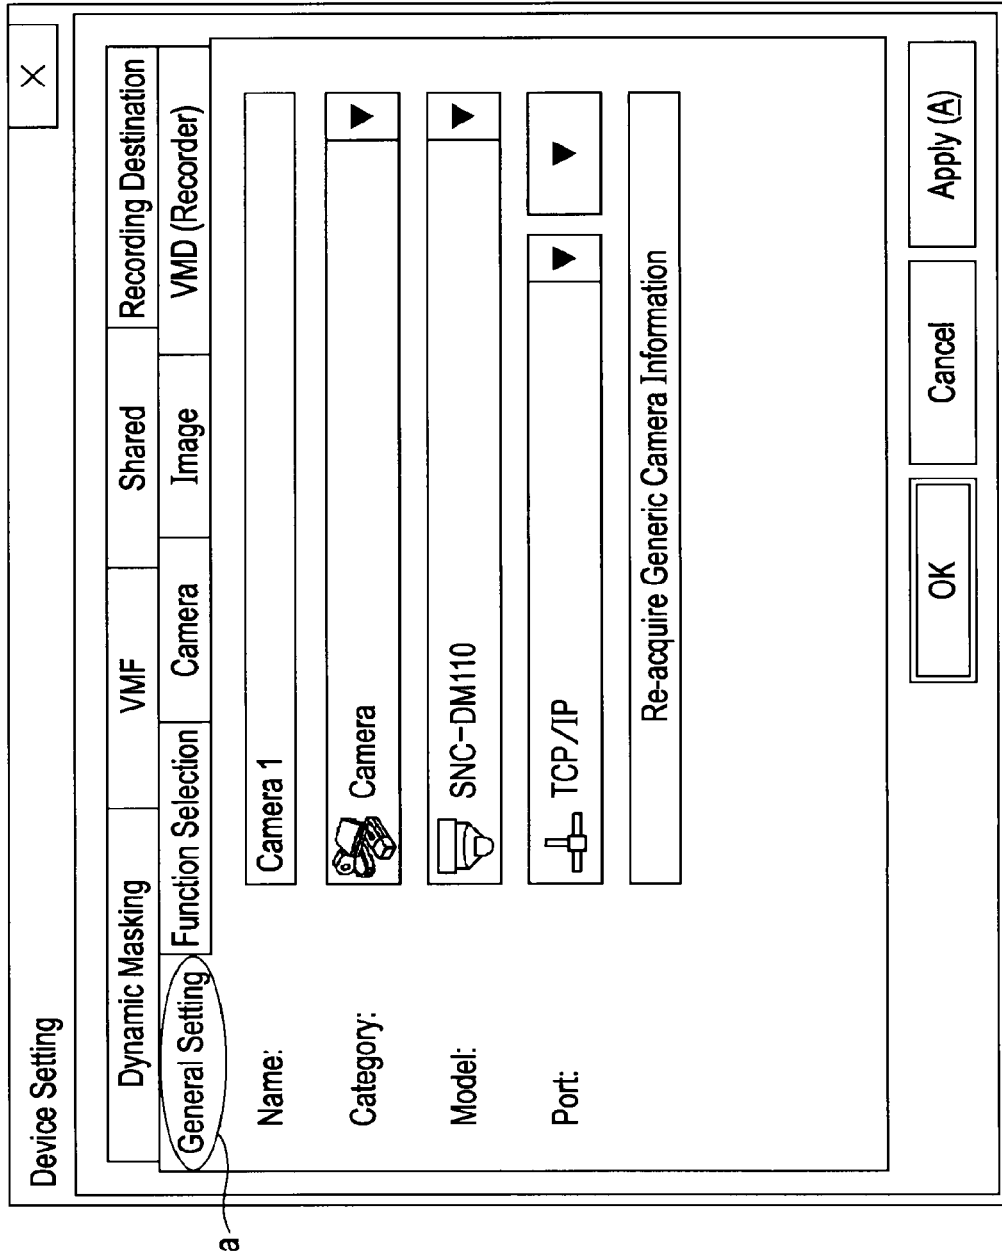 Device Setting
X
Dynamic Masking VMF Shared Recording Destination
General Setting Function Selection Camera Image VMD (Recorder)
a
Name: Camera 1
Category: Camera
Model: SNC-DM110
Port: TCP/IP
Re-acquire Generic Camera Information
OK Cancel Apply (A)